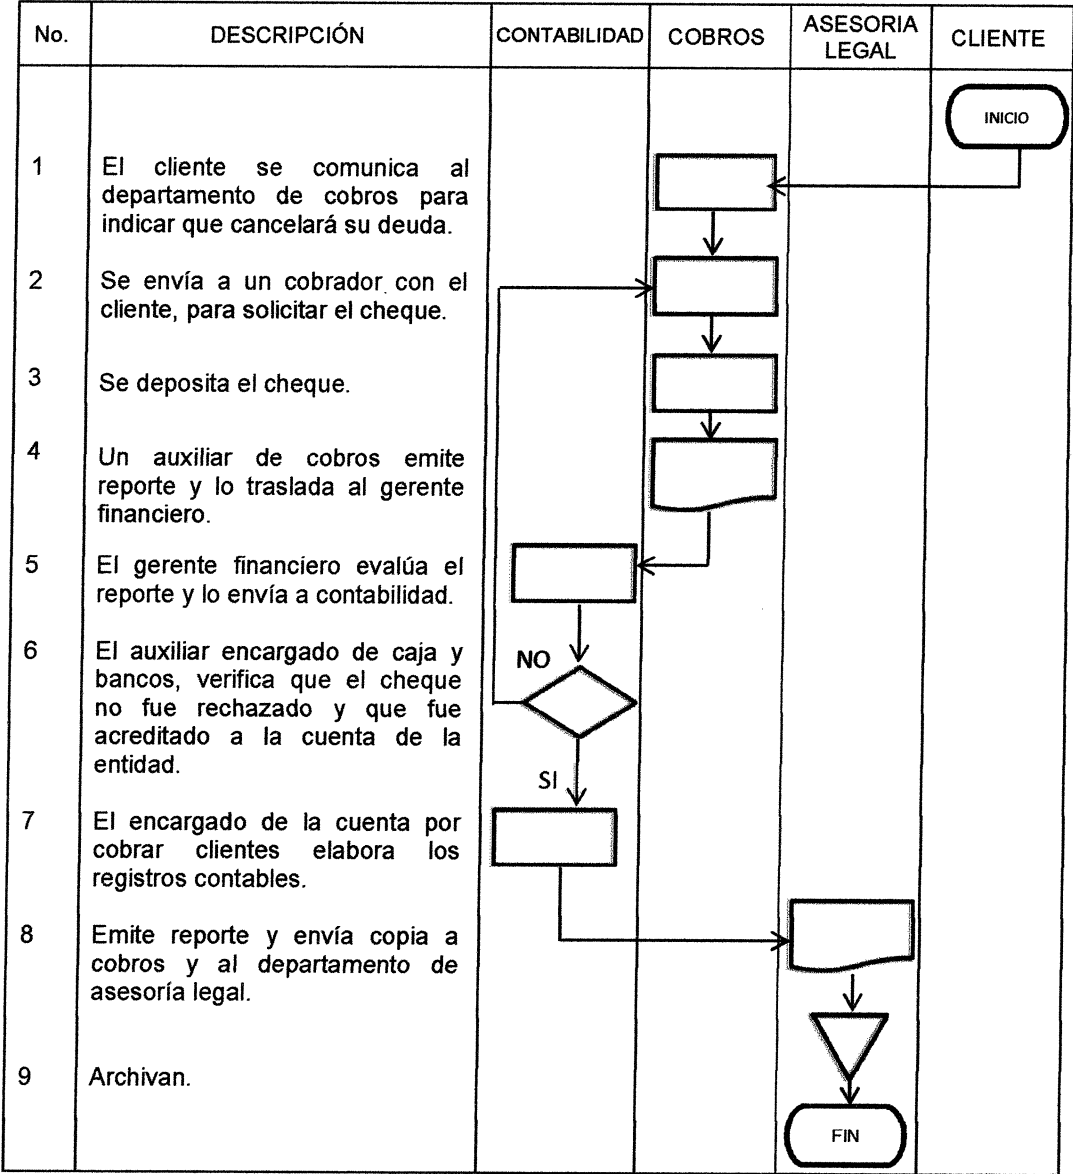 No. DESCRIPCIÓN CONTABILIDAD COBROS ASESORIA LEGAL CLIENTE
INICIO
1 El cliente se comunica al
departamento de cobros para
indicar que cancelará su deuda.
2 Se envía a un cobrador con el
cliente, para solicitar el cheque.
3 Se deposita el cheque.
4 Un auxiliar de cobros emite
reporte y lo traslada al gerente
financiero.
5 El gerente financiero evalúa el
reporte y lo envía a contabilidad.
6 El auxiliar encargado de caja y
bancos, verifica que el cheque
no fue rechazado y que fue
acreditado a la cuenta de la
entidad.
NO
SI
7 El encargado de la cuenta por
cobrar clientes elabora los
registros contables.
8 Emite reporte y envía copia a
cobros y al departamento de
asesoría legal.
9 Archivan.
FIN